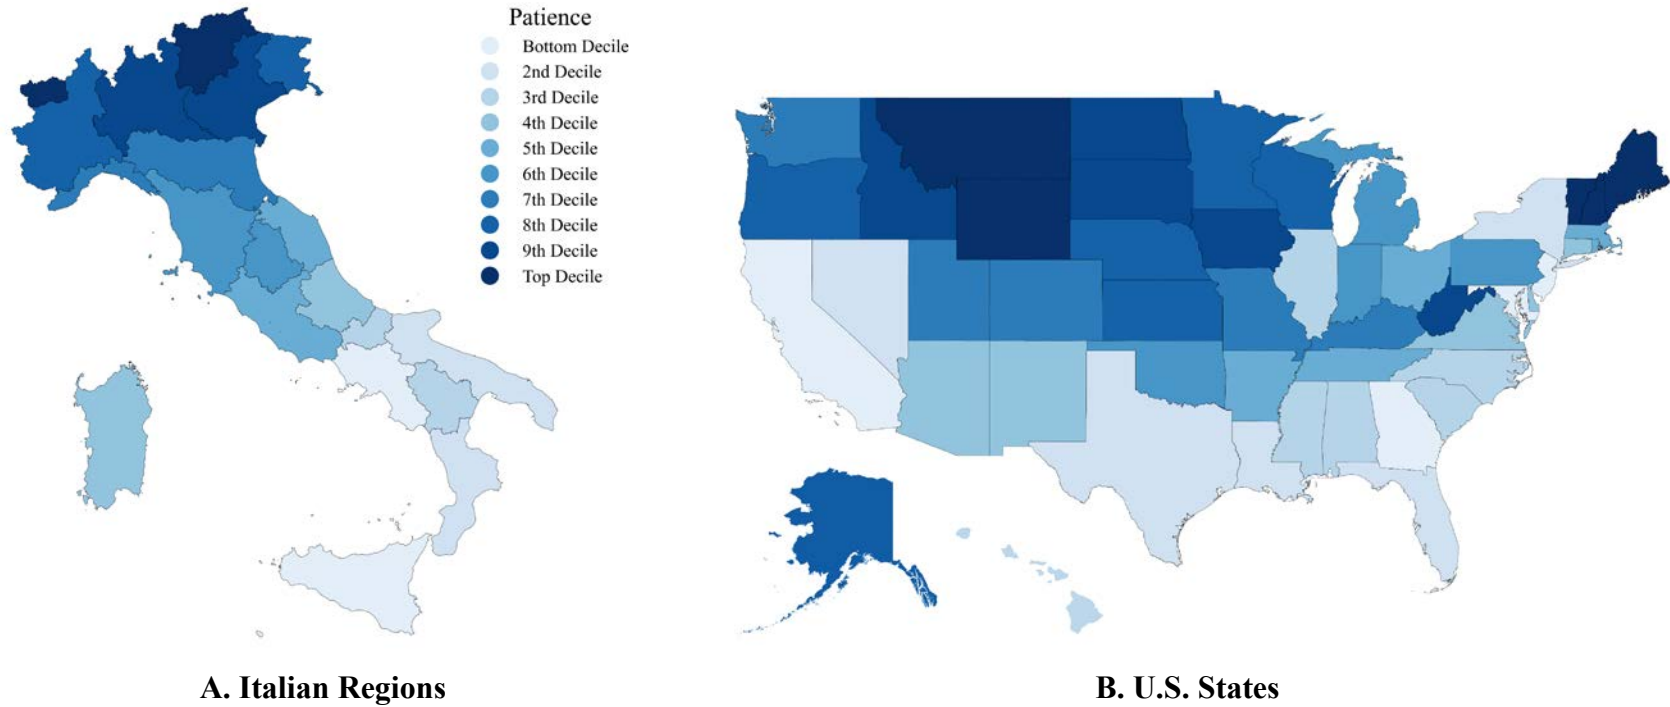 Patience
Bottom Decile
2nd Decile
3rd Decile
4th Decile
5th Decile
6th Decile
7th Decile
8th Decile
9th Decile
Top Decile
A. Italian Regions
B. U.S. States